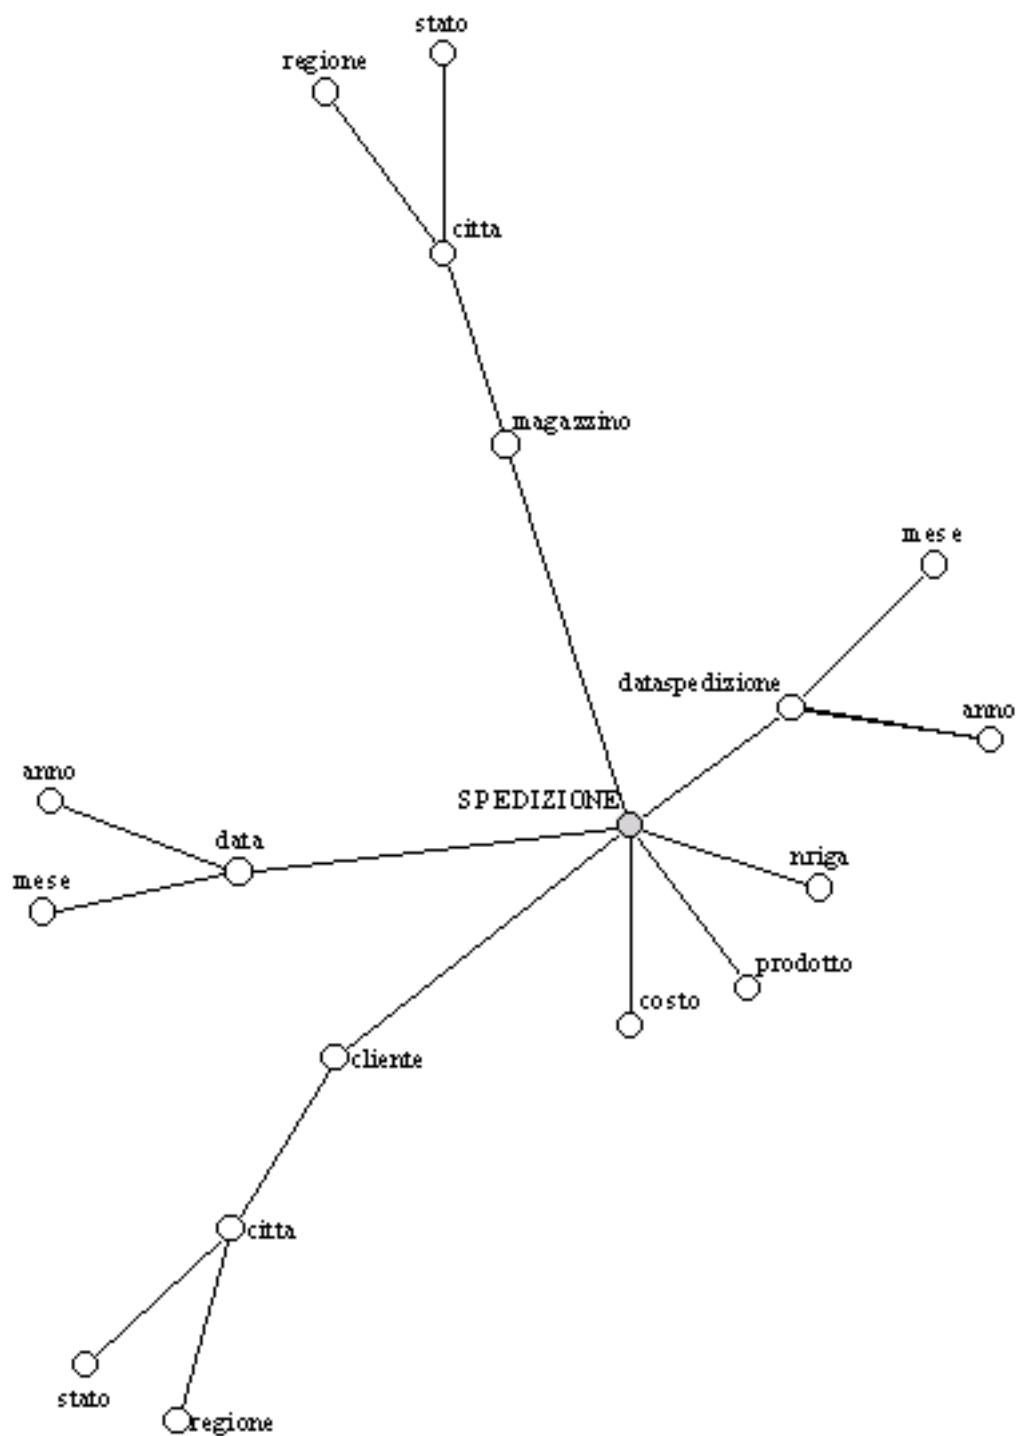 stato
regione
citta
magazzino
mese
dataspedizione
anno
SPEDIZIONE
anno
data
nriga
mese
prodotto
costo
cliente
citta
stato
regione